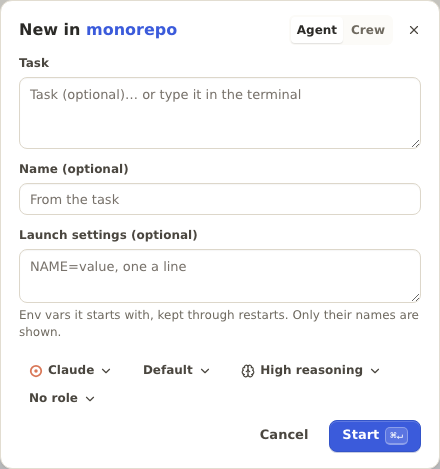 New in monorepo
Agent Crew
Task
Task (optional)... or type it in the terminal
Name (optional)
From the task
Launch settings (optional)
NAME=value, one a line
Env vars it starts with, kept through restarts. Only their names are
shown.
Claude Default High reasoning
No role
Cancel Start ⌘↵